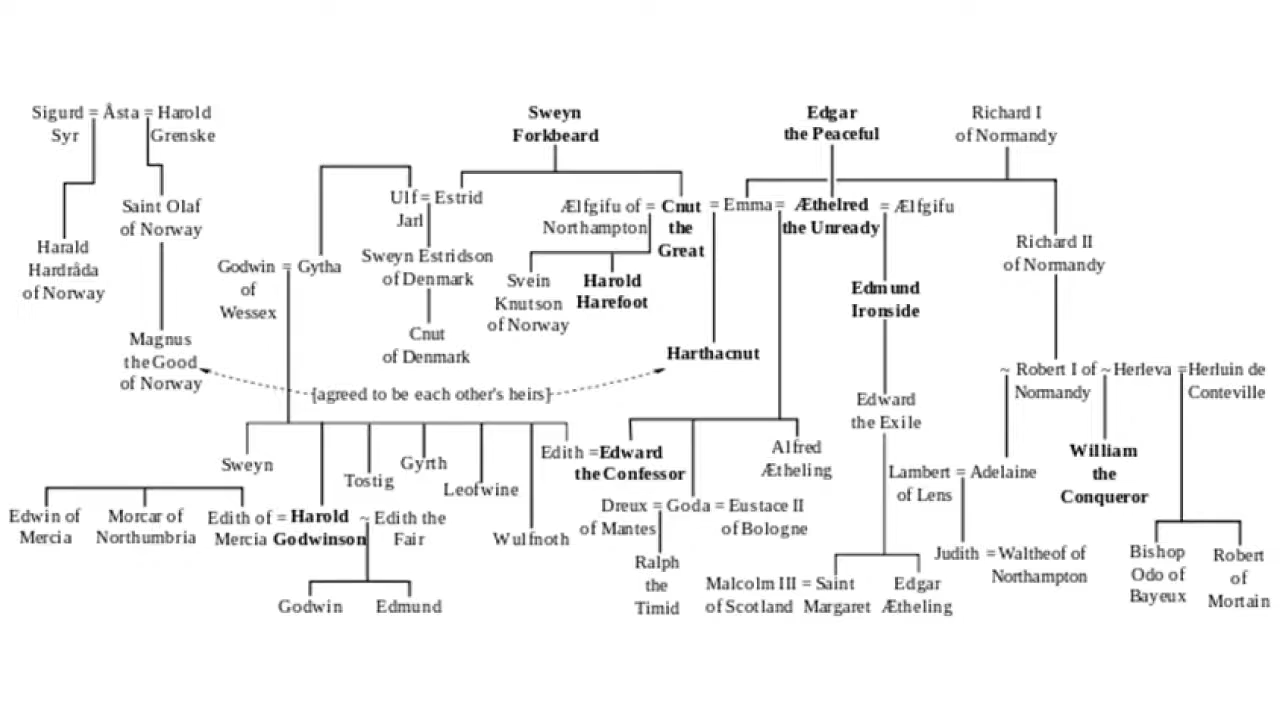 Sigurd = Åsta = Harold
Syr
Grenske
Sweyn
Forkbeard
Edgar
the Peaceful
Richard I
of Normandy
Saint Olaf
of Norway
Ulf = Estrid
Jarl
Ælfgifu of = Cnut = Emma = Æthelred = Ælfgifu
Northampton
the
Great
the Unready
Harald
Hardråda
of Norway
Godwin = Gytha
of
Wessex
Sweyn Estridson
of Denmark
Svein
Knutson
of Norway
Harold
Harefoot
Edmund
Ironside
Richard II
of Normandy
Magnus
the Good
of Norway
Cnut
of Denmark
Harthacnut
{agreed to be each other's heirs}
Edward
the Exile
~ Robert I of ~ Herleva = Herluin de
Normandy
Conteville
Sweyn
Tostig
Gyrth
Leofwine
Wulfnoth
Edith = Edward
the Confessor
Alfred
Ætheling
Lambert = Adelaine
of Lens
William
the
Conqueror
Edwin of
Mercia
Morcar of
Northumbria
Edith of = Harold ~ Edith the
Mercia Godwinson
Fair
Dreux = Goda = Eustace II
of Mantes
of Bologne
Ralph
the
Timid
Godwin
Edmund
Malcolm III = Saint
of Scotland Margaret
Edgar
Ætheling
Judith = Waltheof of
Northampton
Bishop
Odo of
Bayeux
Robert
of
Mortain